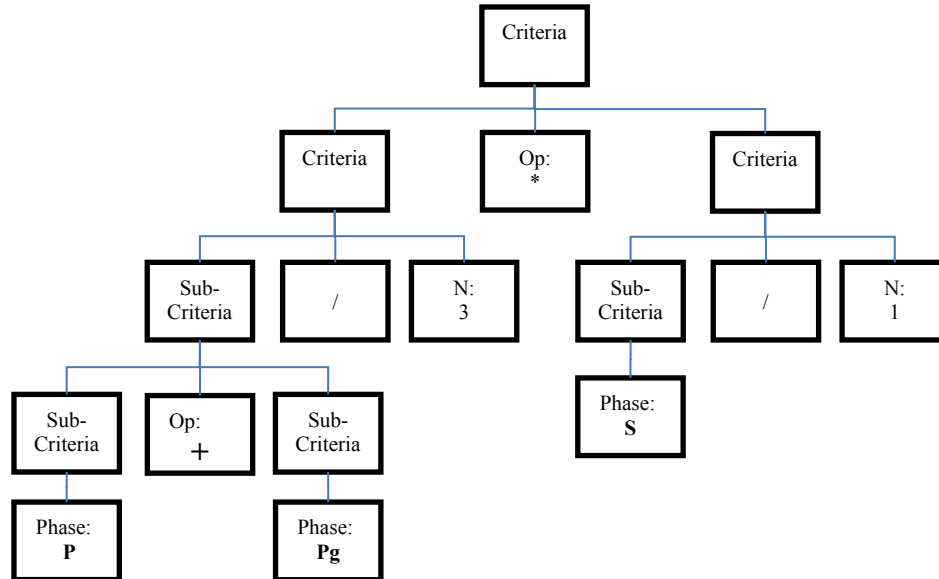 Criteria
Criteria
Op:
*
Criteria
Sub-
Criteria
/
N:
3
Sub-
Criteria
/
N:
1
Sub-
Criteria
Op:
+
Sub-
Criteria
Phase:
S
Phase:
P
Phase:
Pg